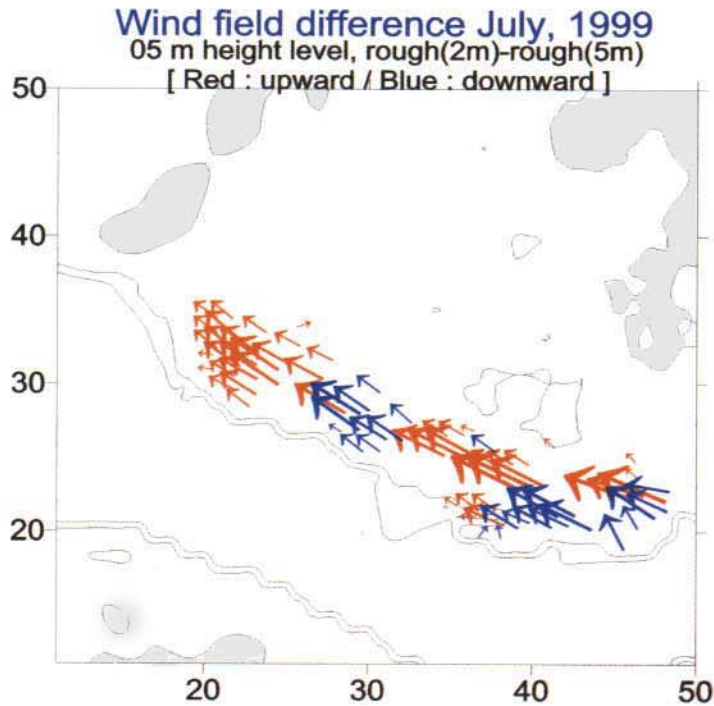 Wind field difference July, 1999
05 m height level, rough(2m)-rough(5m)
[ Red : upward / Blue : downward ]
50
40
30
20
20 30 40 50